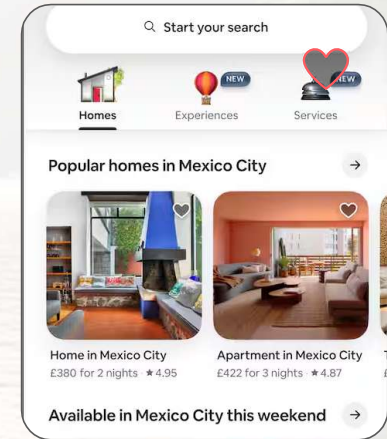 Start your search
NEW
NEW
Homes
Experiences
Services
Popular homes in Mexico City
Home in Mexico City
Apartment in Mexico City
£380 for 2 nights · ★ 4.95
£422 for 3 nights · ★ 4.87
Available in Mexico City this weekend